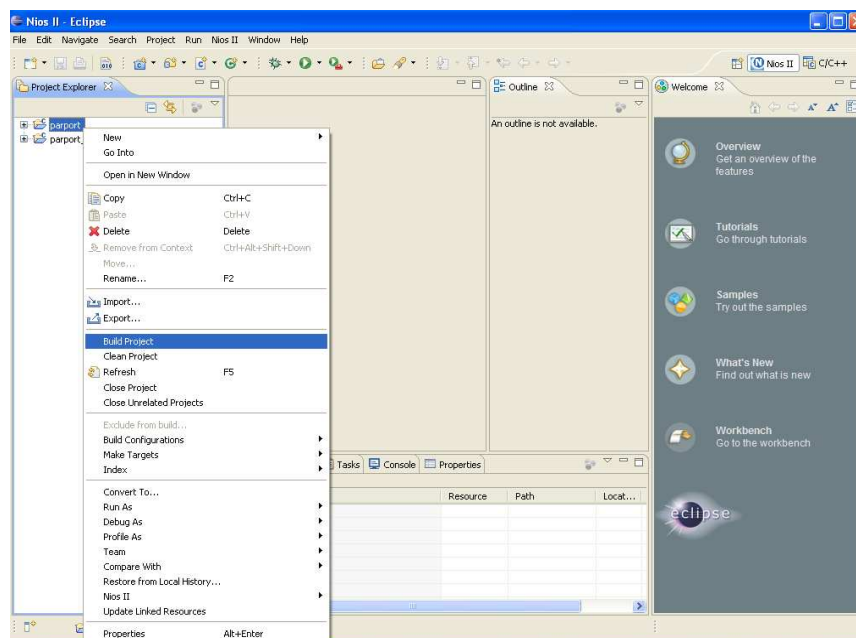 Nios II - Eclipse
File Edit Navigate Search Project Run Nios II Window Help
Nios II C/C++
Project Explorer
Outline
Welcome
parport
parport_
An outline is not available.
New
Go Into
Open in New Window
Copy Ctrl+C
Paste Ctrl+V
Delete Delete
Remove from Context Ctrl+Alt+Shift+Down
Move...
Rename... F2
Import...
Export...
Build Project
Clean Project
Refresh F5
Close Project
Close Unrelated Projects
Exclude from build...
Build Configurations
Make Targets
Index
Convert To...
Run As
Debug As
Profile As
Team
Compare With
Restore from Local History...
Nios II
Update Linked Resources
Properties Alt+Enter
Tasks Console Properties
Resource Path Locat...
Overview
Get an overview of the
features
Tutorials
Go through tutorials
Samples
Try out the samples
What's New
Find out what is new
Workbench
Go to the workbench
eclipse